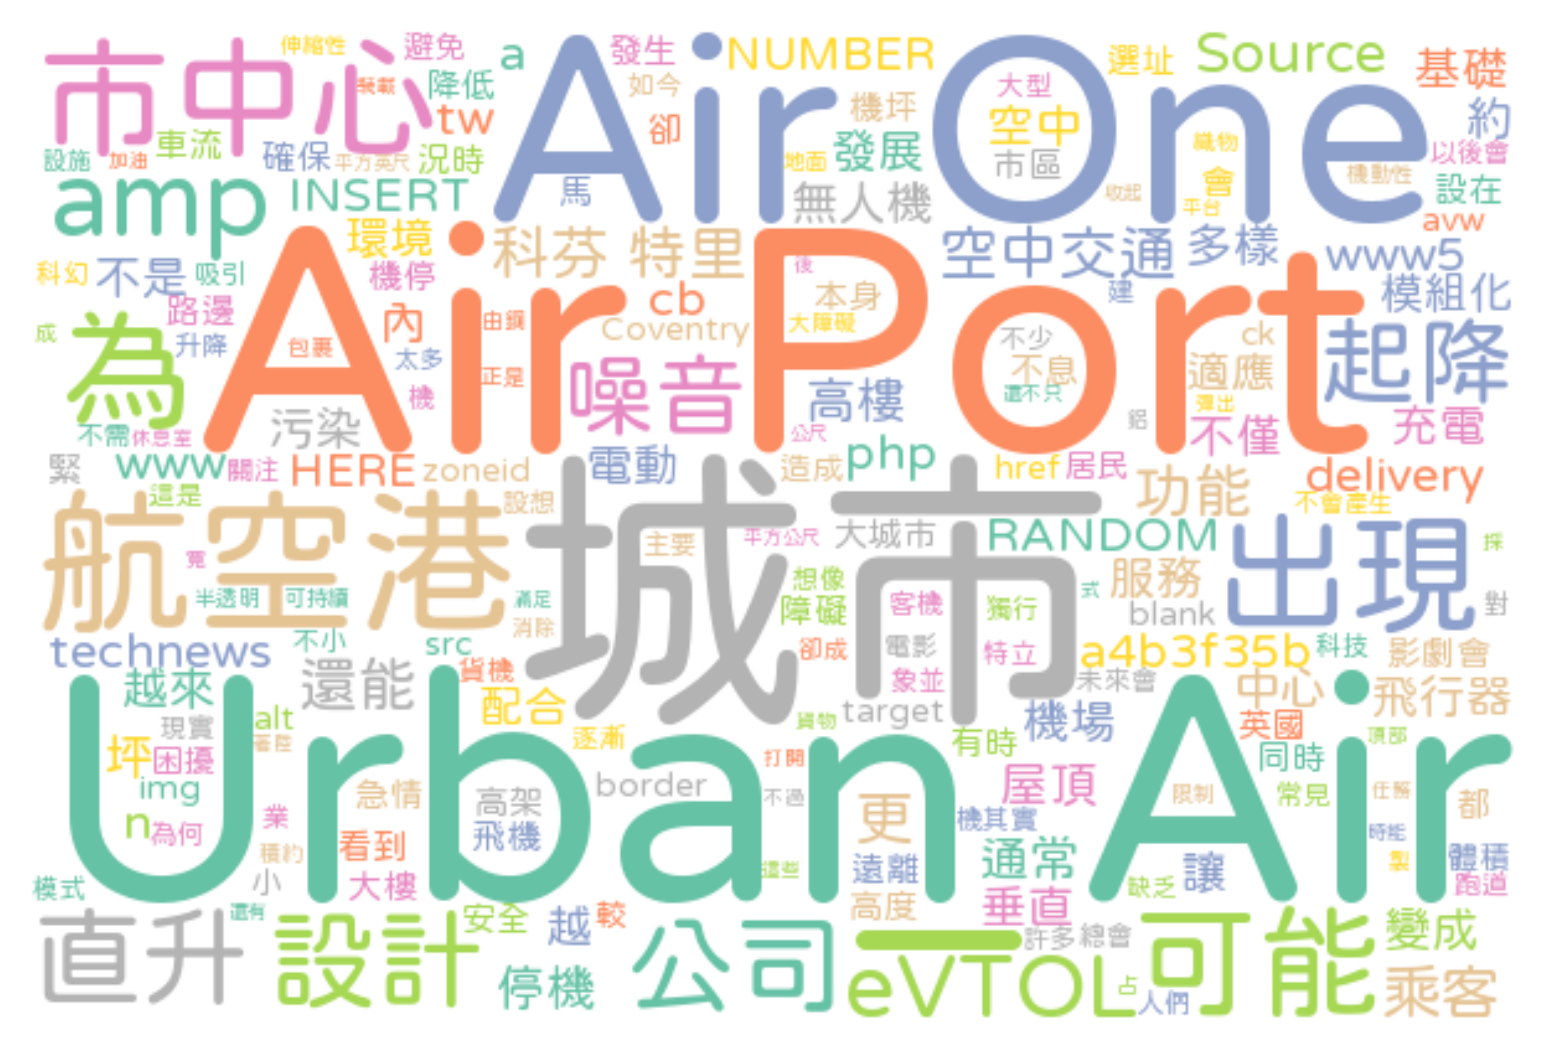 市中心
伸縮性
避免
a
Air One
發生
NUMBER
選址
Source
基礎
裝載
降低
tw
如今
卻
機坪
大型
空中
約
車流
設施
加油
確保
平方英尺
況時
地面
發展
市區
織物
以後會
機動性
amp
INSERT
馬
無人機
收起
會
平台
設在
avw
環境
科芬
特里
空中交通
多樣
www5
科幻
不是
吸引
機停
AirPort
後
建
模組化
路邊
cb
本身
成
為
升降
包裹
內
由鋼
太多
Coventry
大障礙
不少
ck
起降
正是
機
噪音
高樓
不息
還不只
適應
彈出
污染
不需
休息室
公尺
鋁
不僅
充電
緊
www
關注
HERE
zoneid
電動
造成
php
href
居民
功能
delivery
這是
設想
城市
不會產生
航空港
寬
主要
平方公尺
大城市
RANDOM
出現
採
半透明
可持續
滿足
消除
想像
障礙
客機
獨行
式
服務
blank
對
technews
不小
src
卻成
電影
特立
a4b3f35b
科技
影劇會
越來
還能
貨機
象並
未來會
中心
飛行器
Urban Air
現實
alt
著陸
配合
逐漸
貨物
target
有時
機場
英國
同時
頂部
坪
困擾
img
急情
高架
border
打開
不過
更
屋頂
限制
常見
任務
都
n
為何
業
積約
看到
飛機
機其實
時能
小
模式
大樓
這些
遠離
通常
讓
缺乏
製
體積
跑道
還有
高度
垂直
直升
設計
安全
越
較
公司
一
許多
總會
可能
變成
停機
eVTOL
占
人們
乘客